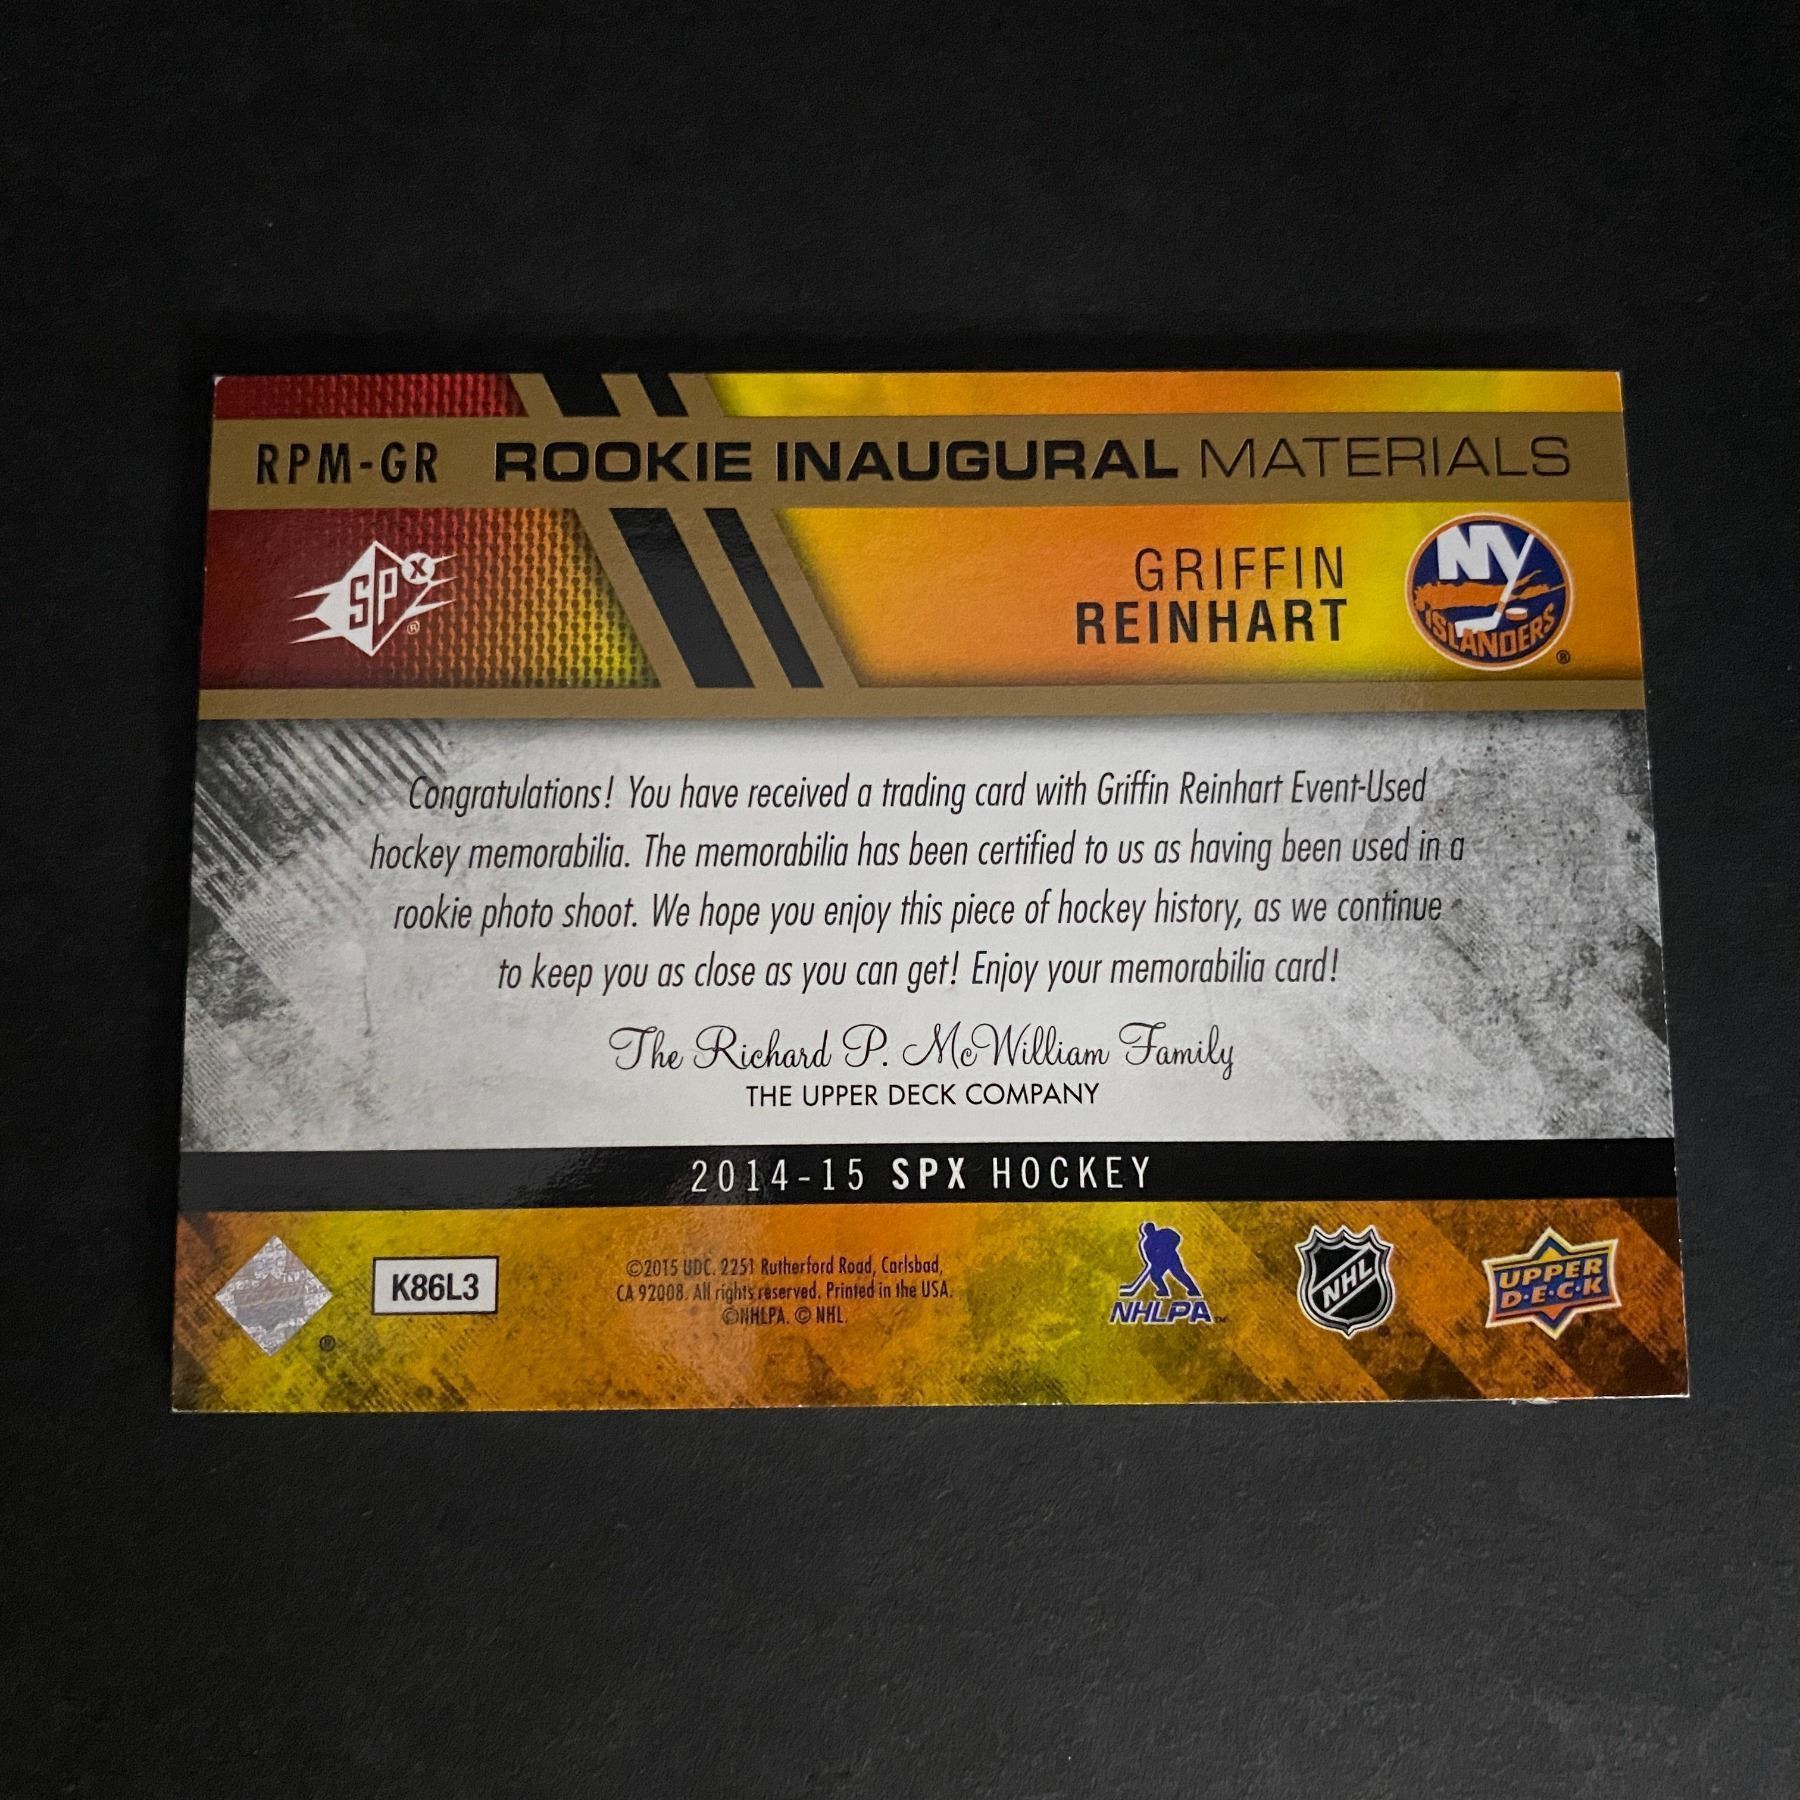 RPM-GR ROOKIE INAUGURAL MATERIALS
SPX®
GRIFFIN
REINHART
NY
ISLANDERS®
Congratulations! You have received a trading card with Griffin Reinhart Event-Used
hockey memorabilia. The memorabilia has been certified to us as having been used in a
rookie photo shoot. We hope you enjoy this piece of hockey history, as we continue
to keep you as close as you can get! Enjoy your memorabilia card!
The Richard P. McWilliam Family
THE UPPER DECK COMPANY
2014-15 SPX HOCKEY
®
K86L3
©2015 UDC. 2251 Rutherford Road, Carlsbad,
CA 92008. All rights reserved. Printed in the USA.
©NHLPA. © NHL.
NHLPA™
NHL
UPPER
D·E·C·K